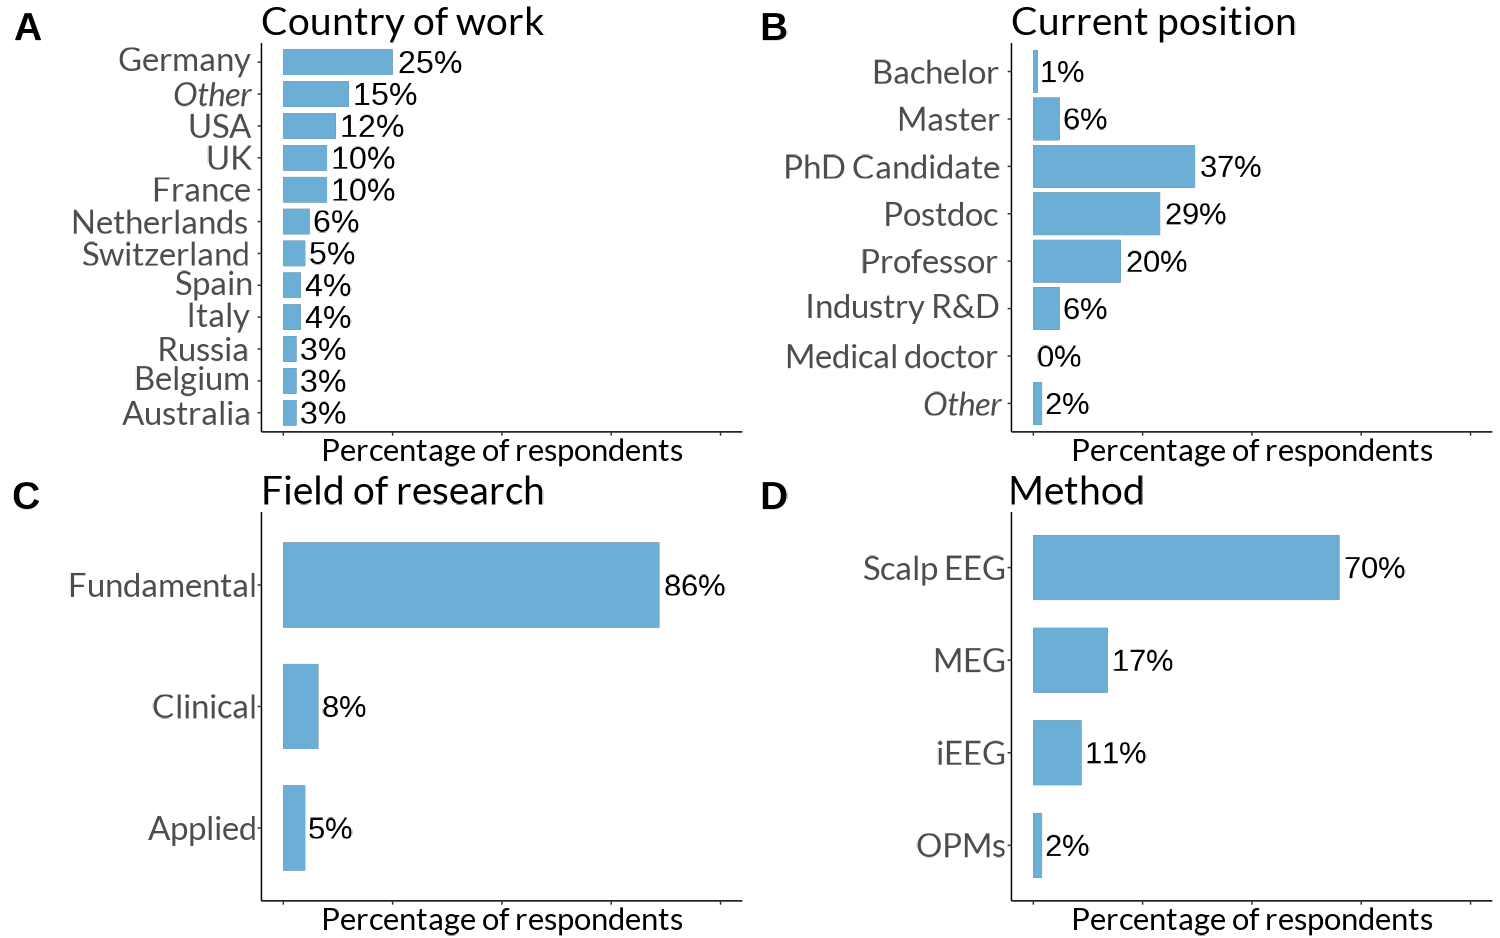 A Country of work
Germany 25%
Other 15%
USA 12%
UK 10%
France 10%
Netherlands 6%
Switzerland 5%
Spain 4%
Italy 4%
Russia 3%
Belgium 3%
Australia 3%
Percentage of respondents
B Current position
Bachelor 1%
Master 6%
PhD Candidate 37%
Postdoc 29%
Professor 20%
Industry R&D 6%
Medical doctor 0%
Other 2%
Percentage of respondents
C Field of research
Fundamental 86%
Clinical 8%
Applied 5%
Percentage of respondents
D Method
Scalp EEG 70%
MEG 17%
iEEG 11%
OPMs 2%
Percentage of respondents